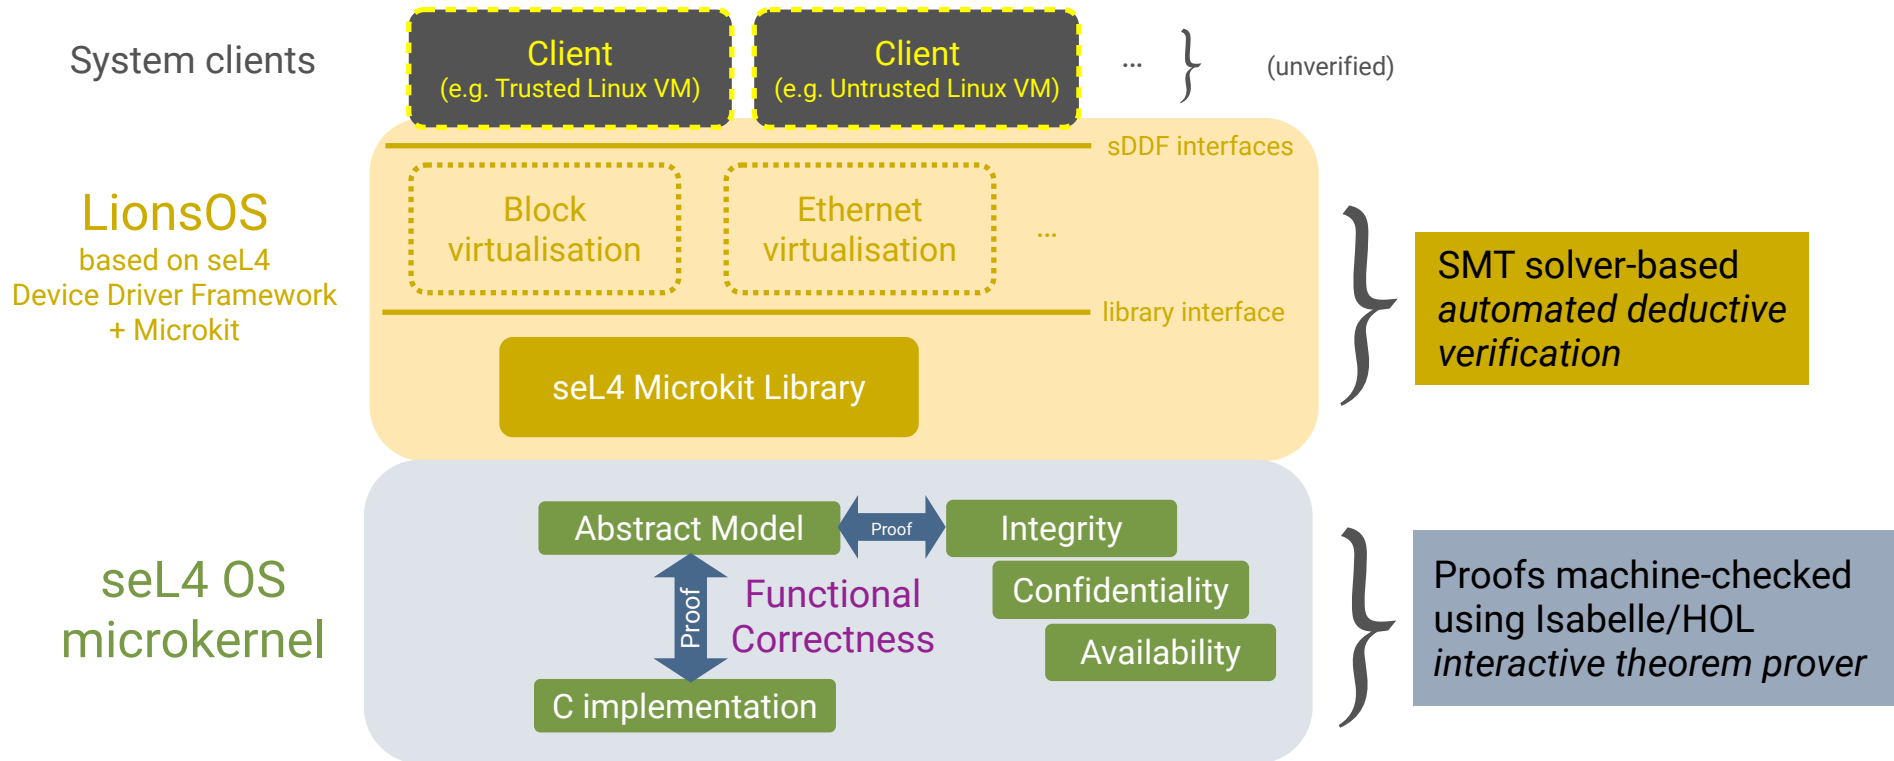 System clients
Client
(e.g. Trusted Linux VM)
Client
(e.g. Untrusted Linux VM)
...
(unverified)
sDDF interfaces
LionsOS
based on seL4
Device Driver Framework
+ Microkit
Block
virtualisation
Ethernet
virtualisation
...
library interface
seL4 Microkit Library
SMT solver-based
automated deductive
verification
seL4 OS
microkernel
Abstract Model
Proof
Integrity
Proof
Functional
Correctness
Confidentiality
Availability
C implementation
Proofs machine-checked
using Isabelle/HOL
interactive theorem prover